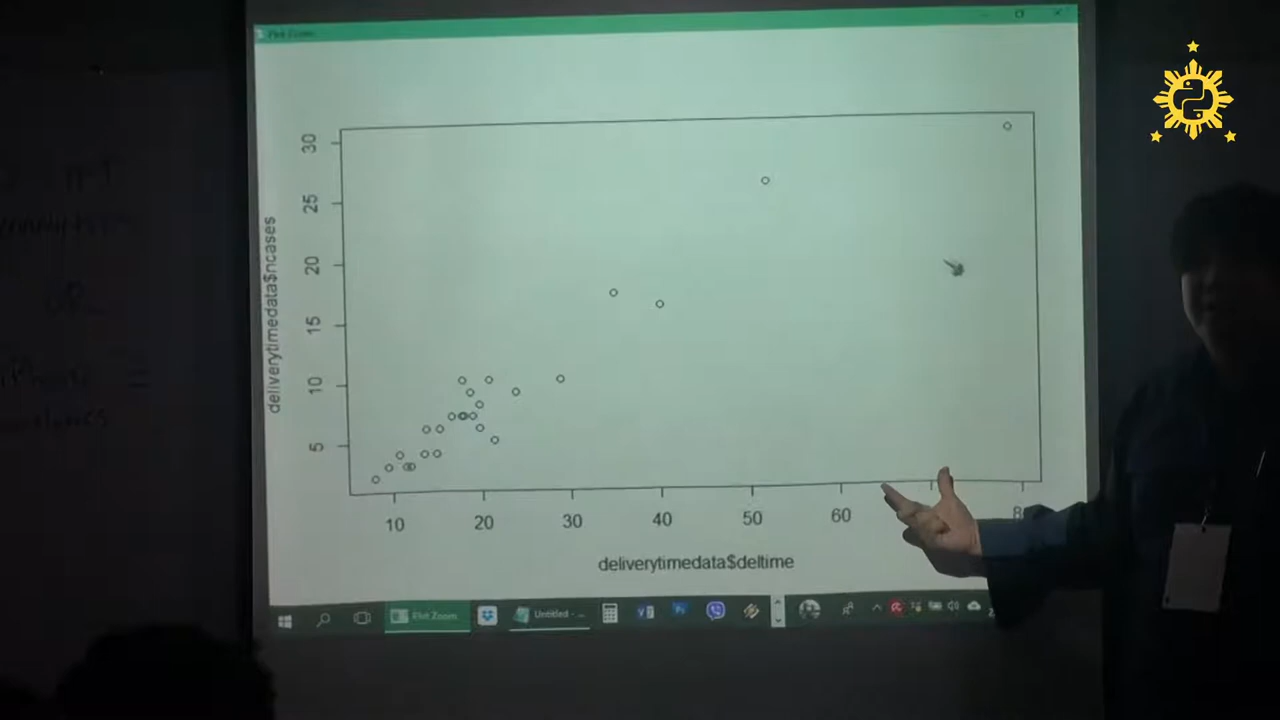 Plot Zoom
30
25
20
15
10
5
deliverytimedata$ncases
10 20 30 40 50 60 8
deliverytimedata$deltime
Plot Zoom
Untitled - ...